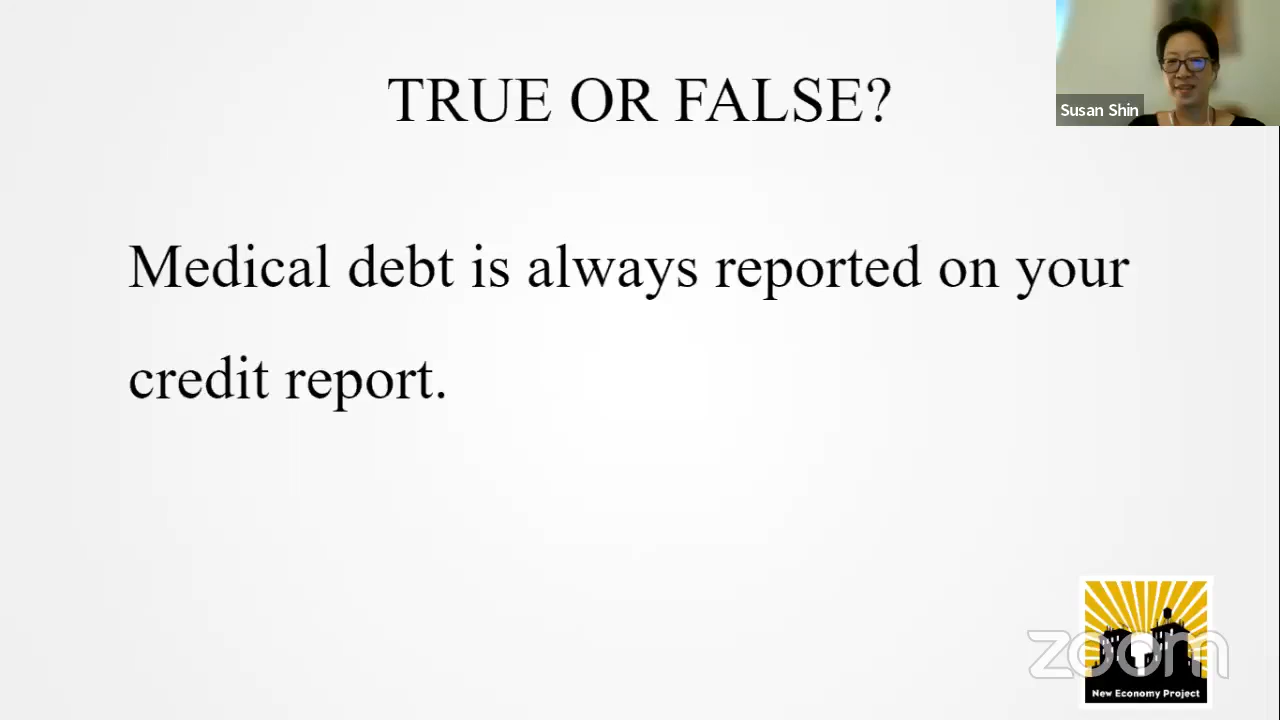 TRUE OR FALSE?
Susan Shin
Medical debt is always reported on your
credit report.
zoom
New Economy Project